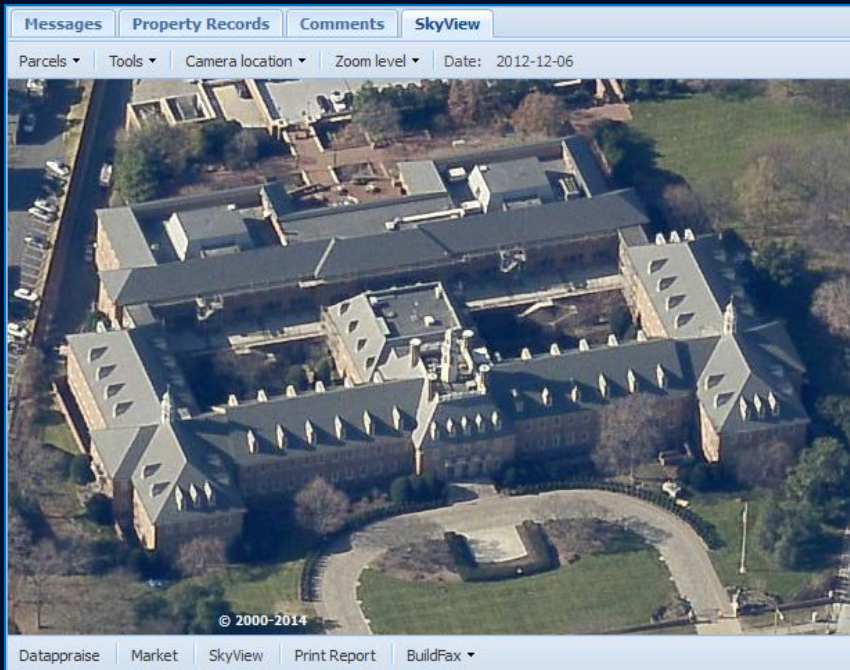 Messages Property Records Comments SkyView
Parcels Tools Camera location Zoom level Date: 2012-12-06
© 2000-2014
Datappraise Market SkyView Print Report BuildFax